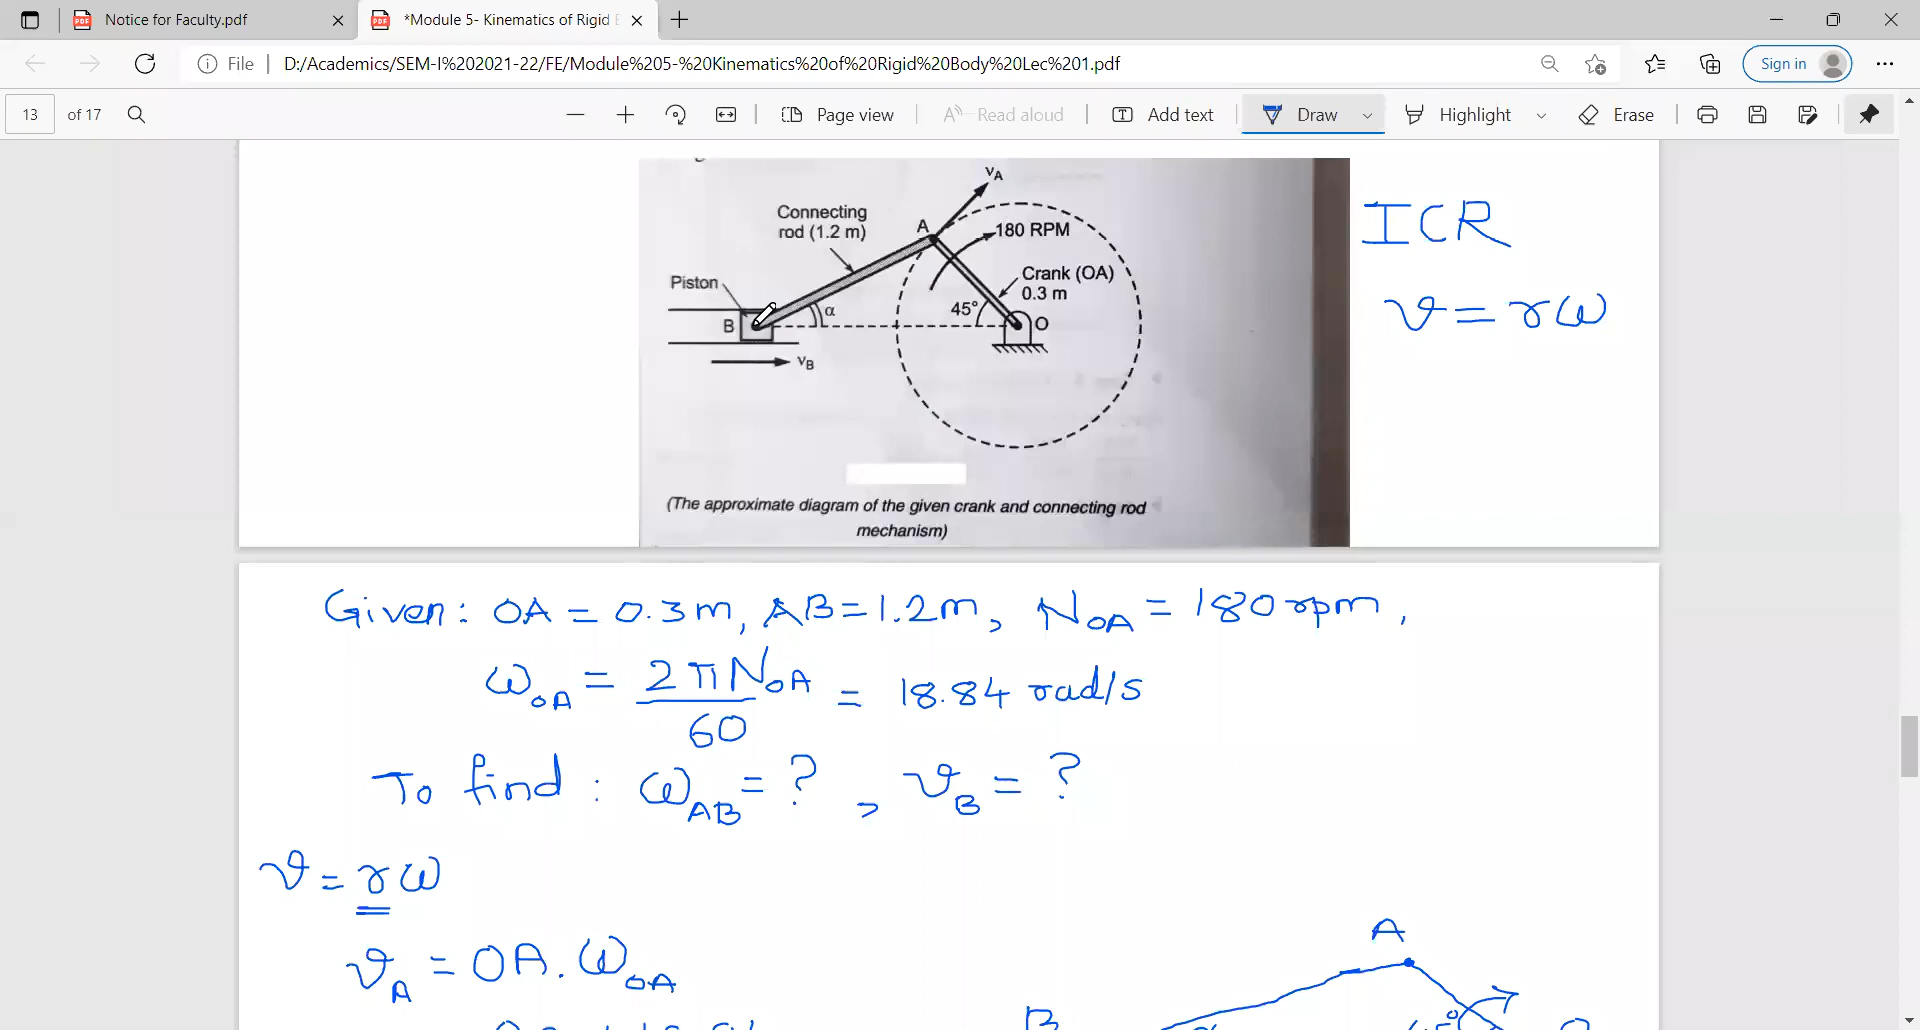 Notice for Faculty.pdf
*Module 5- Kinematics of Rigid
File
D:/Academics/SEM-I%202021-22/FE/Module%205-%20Kinematics%20of%20Rigid%20Body%20Lec%201.pdf
Sign in
13 of 17
Page view
Read aloud
Add text
Draw
Highlight
Erase
vA
Connecting
rod (1.2 m)
A
180 RPM
Crank (OA)
0.3 m
Piston
α
45°
B
O
vB
(The approximate diagram of the given crank and connecting rod
mechanism)
ICR
v = rω
Given: OA = 0.3m, AB = 1.2m, NOA = 180 rpm,
ωOA = 2πNOA / 60 = 18.84 rad/s
To find: ωAB = ?, vB = ?
v = rω
vA = OA. ωOA
A
B